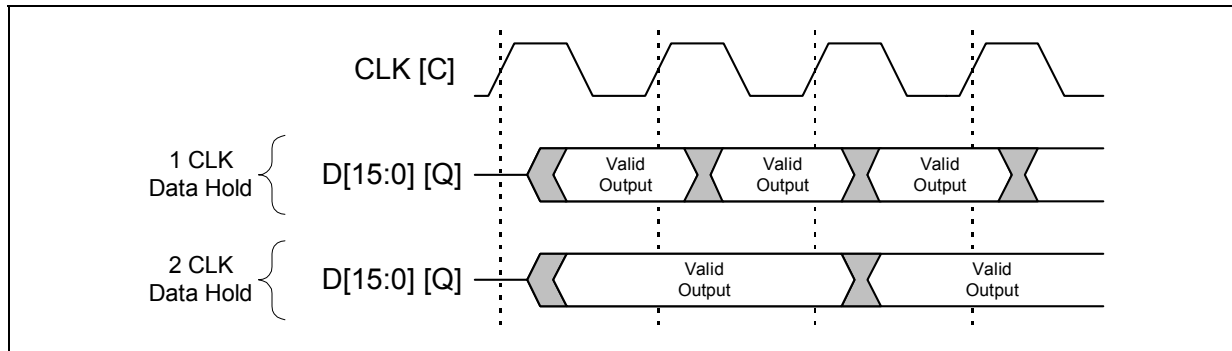 CLK [C]
1 CLK
Data Hold
D[15:0] [Q]
Valid
Output
Valid
Output
Valid
Output
2 CLK
Data Hold
D[15:0] [Q]
Valid
Output
Valid
Output